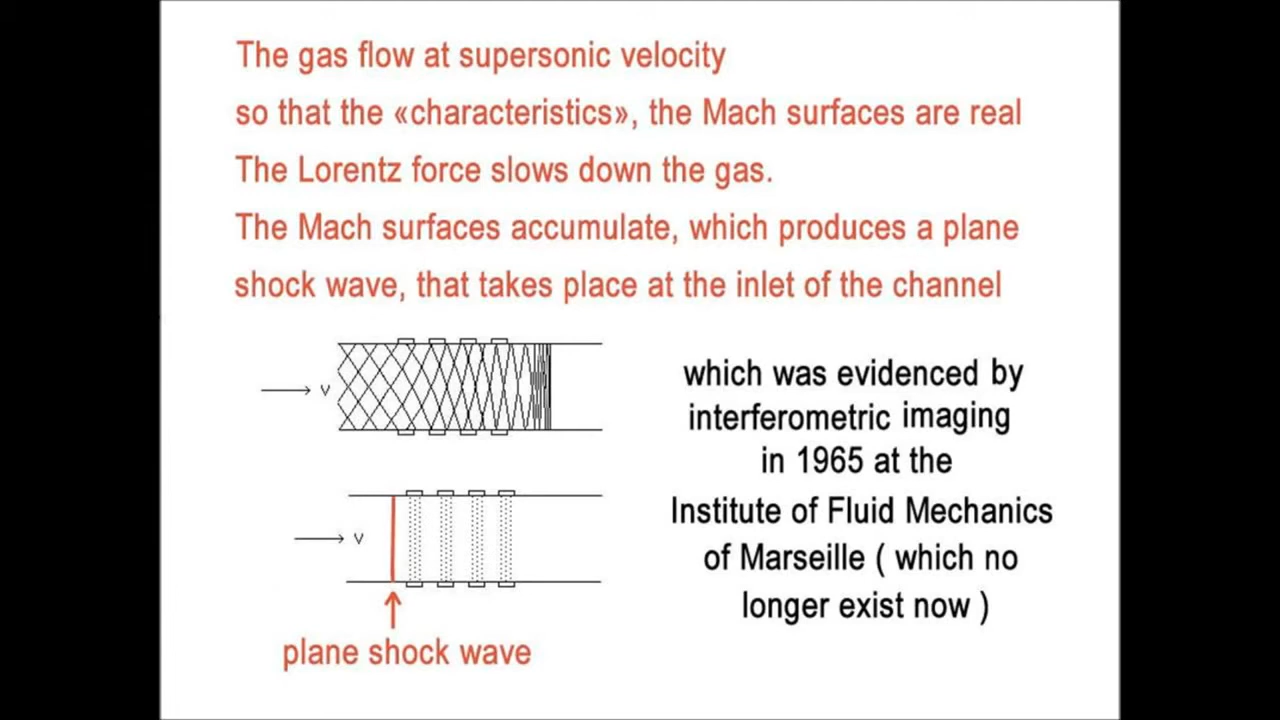 The gas flow at supersonic velocity
so that the «characteristics», the Mach surfaces are real
The Lorentz force slows down the gas.
The Mach surfaces accumulate, which produces a plane
shock wave, that takes place at the inlet of the channel
V
which was evidenced by
interferometric imaging
in 1965 at the
Institute of Fluid Mechanics
of Marseille ( which no
longer exist now )
V
plane shock wave